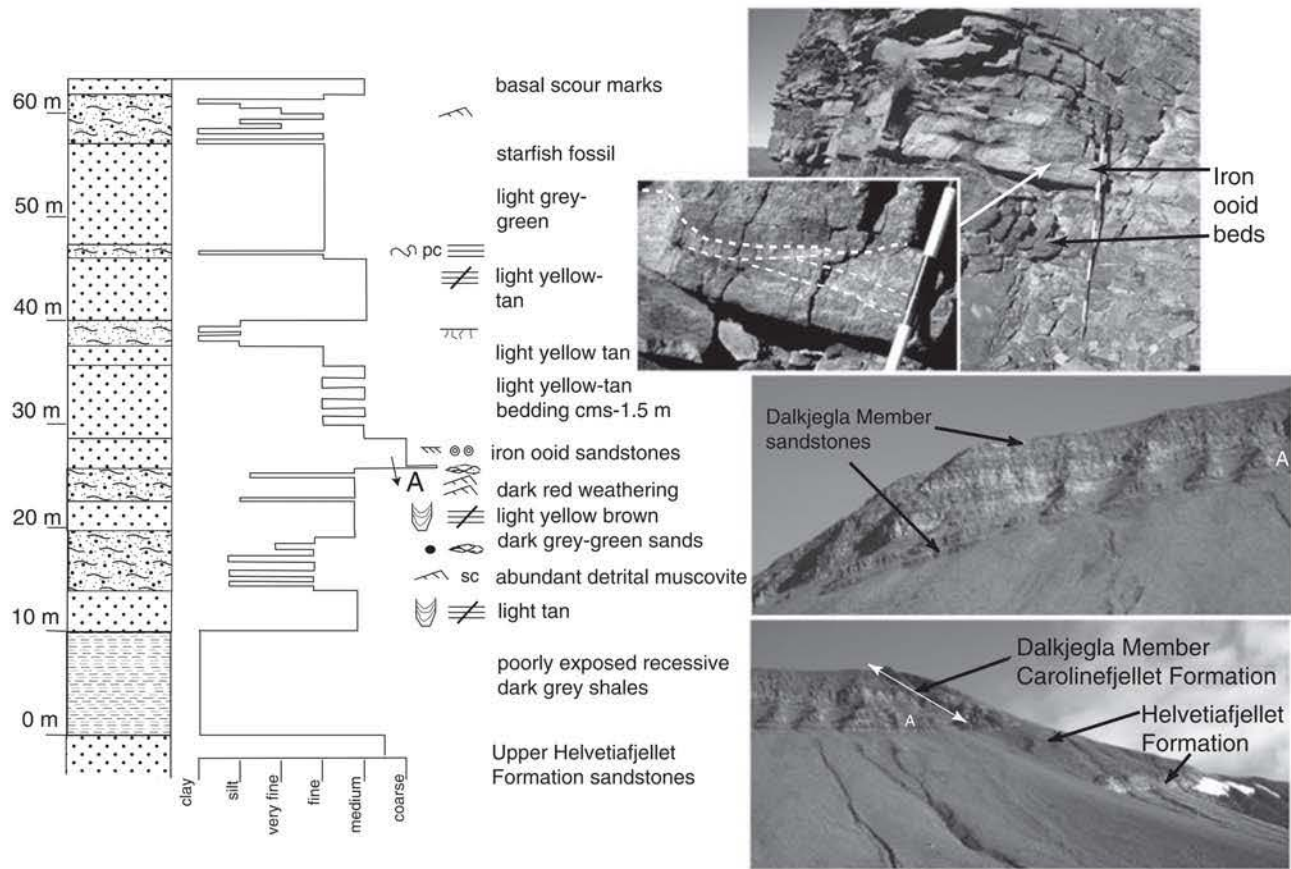 60 m
50 m
40 m
30 m
20 m
10 m
0 m
basal scour marks
starfish fossil
light grey-
green
pc
light yellow-
tan
light yellow tan
light yellow-tan
bedding cms-1.5 m
iron ooid sandstones
A
dark red weathering
light yellow brown
dark grey-green sands
sc abundant detrital muscovite
light tan
poorly exposed recessive
dark grey shales
Upper Helvetiafjellet
Formation sandstones
clay
silt
very fine
fine
medium
coarse
Iron
ooid
beds
Dalkjegla Member
sandstones
A
Dalkjegla Member
Carolinefjellet Formation
Helvetiafjellet
Formation
A